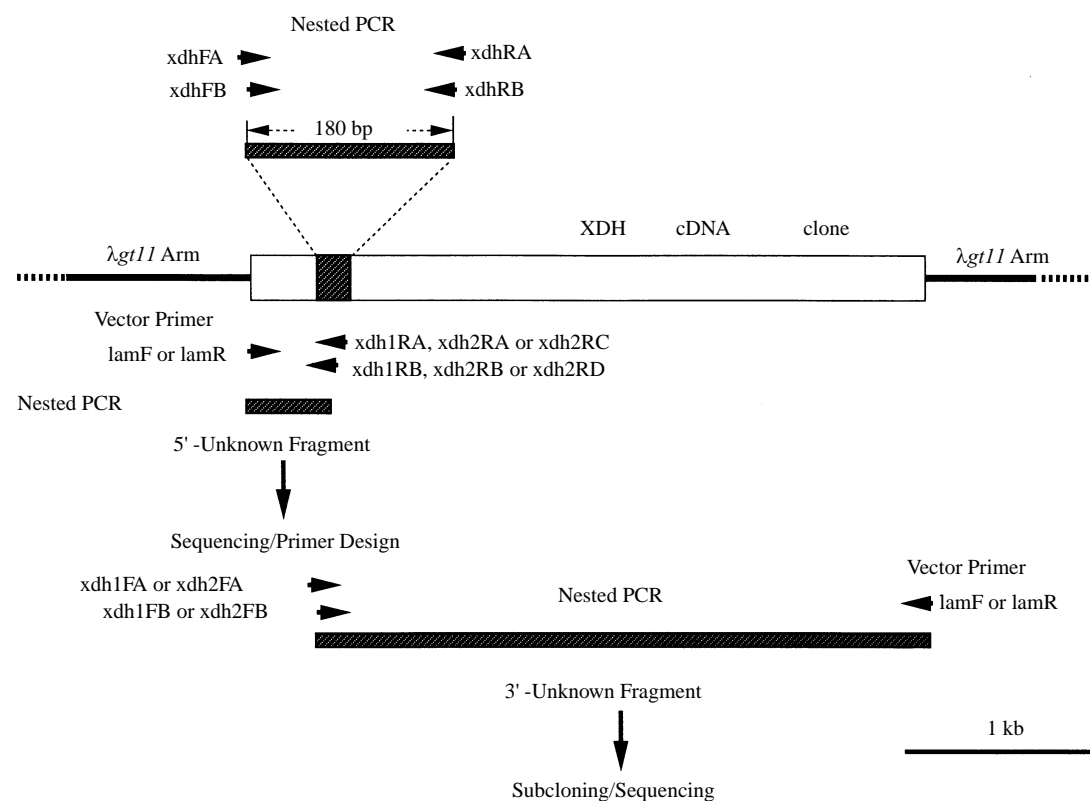 Nested PCR
xdhFA
xdhRA
xdhFB
xdhRB
180 bp
XDH cDNA clone
λgt11 Arm
λgt11 Arm
Vector Primer
lamF or lamR
xdh1RA, xdh2RA or xdh2RC
xdh1RB, xdh2RB or xdh2RD
Nested PCR
5' -Unknown Fragment
Sequencing/Primer Design
xdh1FA or xdh2FA
xdh1FB or xdh2FB
Nested PCR
Vector Primer
lamF or lamR
3' -Unknown Fragment
1 kb
Subcloning/Sequencing